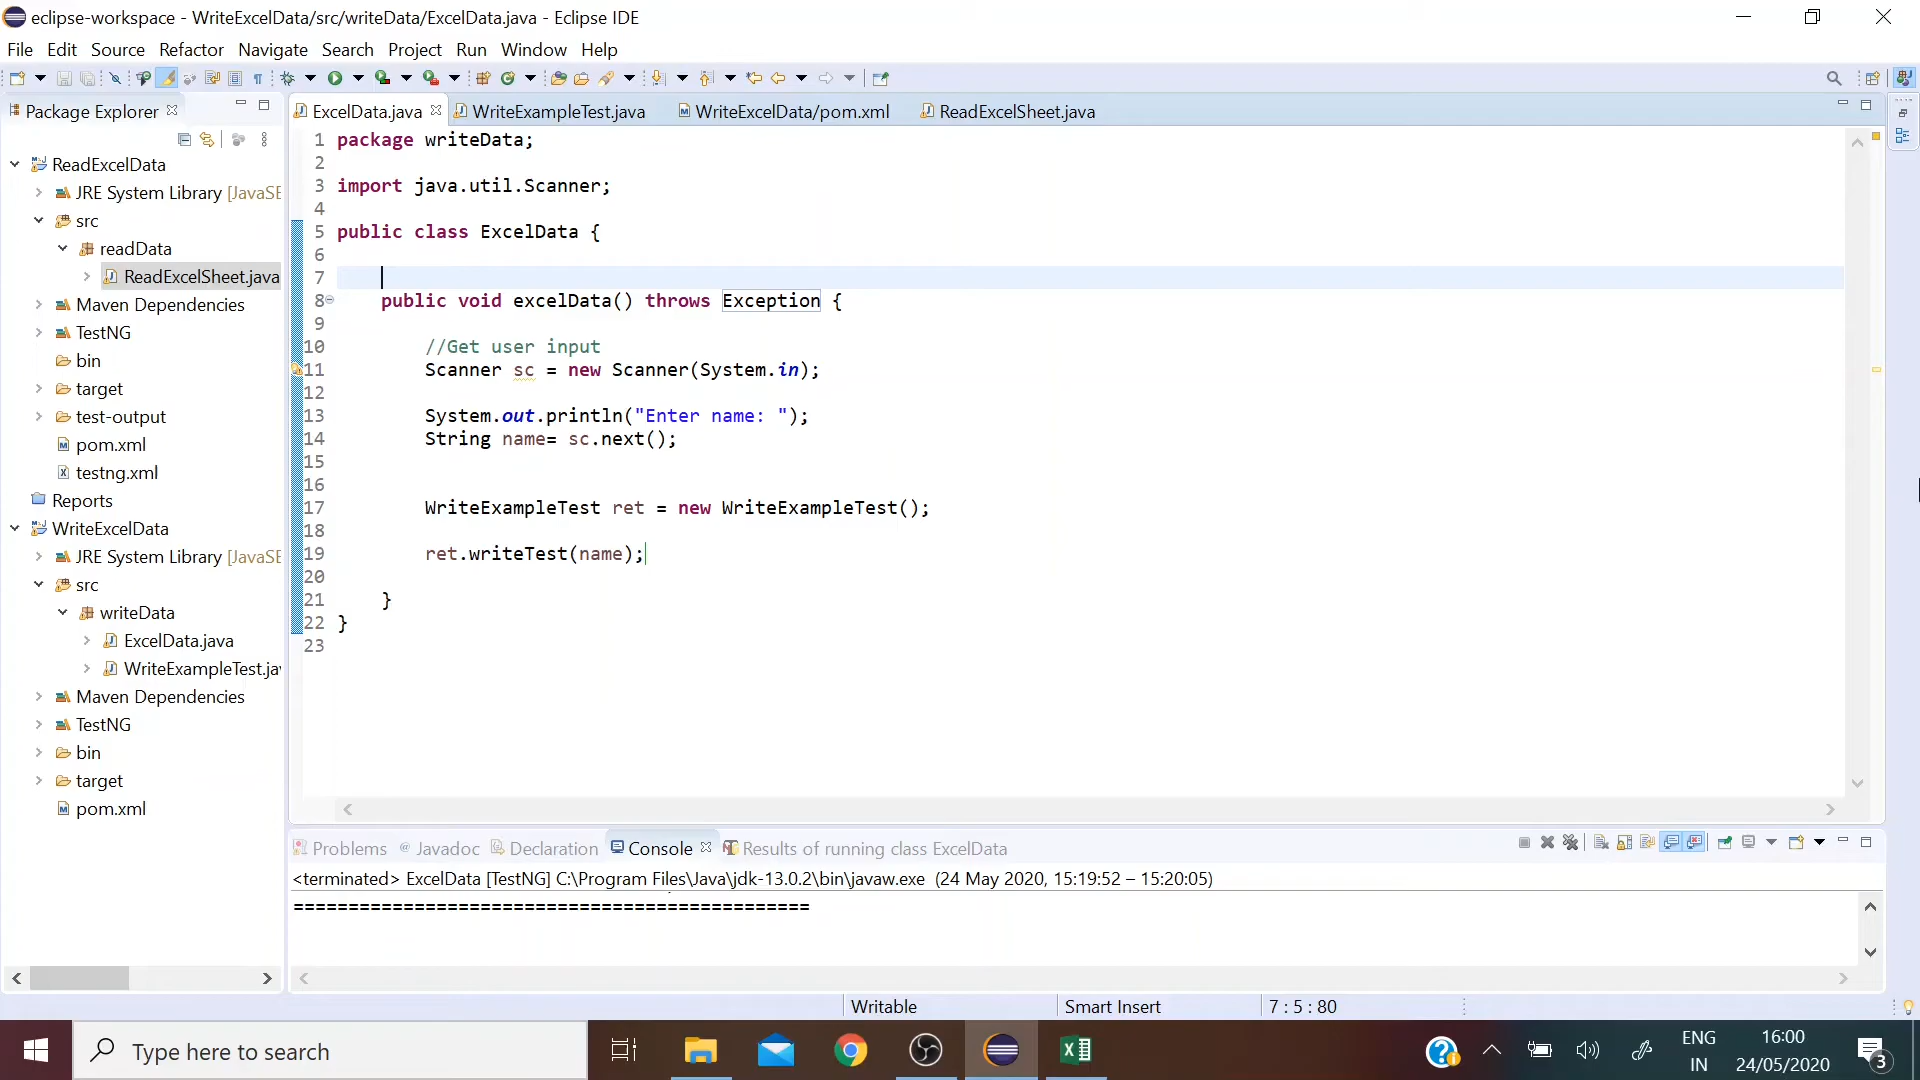 eclipse-workspace - WriteExcelData/src/writeData/ExcelData.java - Eclipse IDE
File Edit Source Refactor Navigate Search Project Run Window Help
Package Explorer
ExcelData.java WriteExampleTest.java WriteExcelData/pom.xml ReadExcelSheet.java
ReadExcelData
JRE System Library [JavaSE
src
readData
ReadExcelSheet.java
Maven Dependencies
TestNG
bin
target
test-output
pom.xml
testng.xml
Reports
WriteExcelData
JRE System Library [JavaSE
src
writeData
ExcelData.java
WriteExampleTest.jav
Maven Dependencies
TestNG
bin
target
pom.xml
1 package writeData;
2
3 import java.util.Scanner;
4
5 public class ExcelData {
6
7
8 public void excelData() throws Exception {
9
10 //Get user input
11 Scanner sc = new Scanner(System.in);
12
13 System.out.println("Enter name: ");
14 String name= sc.next();
15
16
17 WriteExampleTest ret = new WriteExampleTest();
18
19 ret.writeTest(name);
20
21 }
22 }
23
Problems Javadoc Declaration Console Results of running class ExcelData
<terminated> ExcelData [TestNG] C:\Program Files\Java\jdk-13.0.2\bin\javaw.exe (24 May 2020, 15:19:52 – 15:20:05)
===============================================
Writable Smart Insert 7 : 5 : 80
Type here to search
ENG
IN
16:00
24/05/2020
3